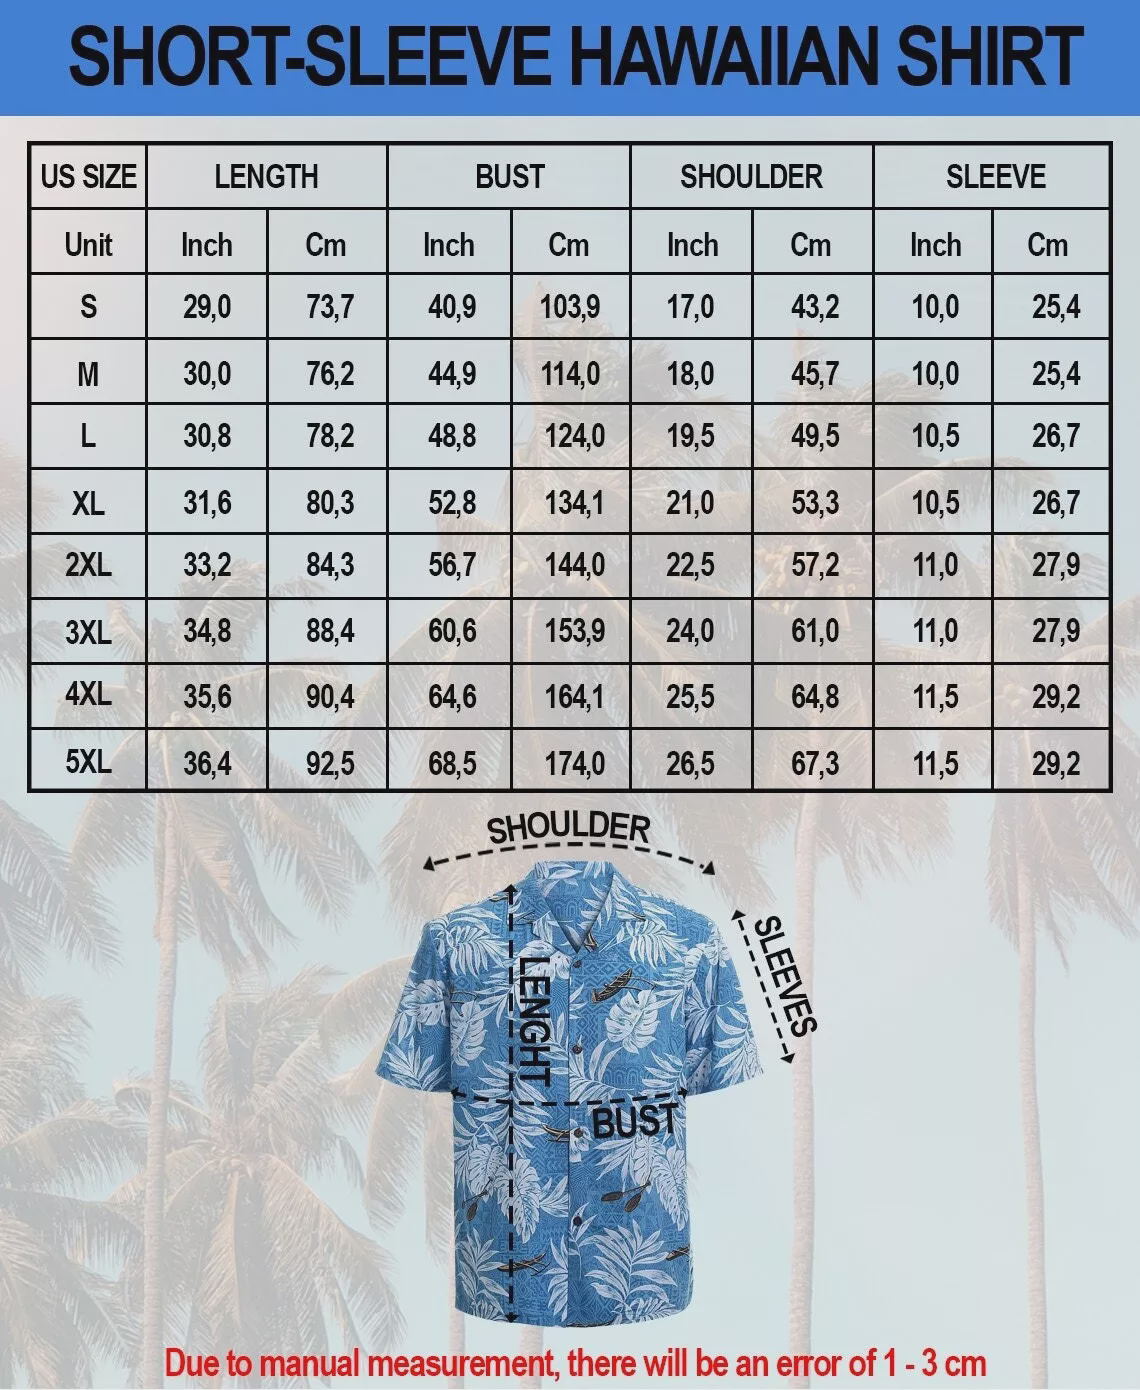 SHORT-SLEEVE HAWAIIAN SHIRT
US SIZE LENGTH BUST SHOULDER SLEEVE
Unit Inch Cm Inch Cm Inch Cm Inch Cm
S 29,0 73,7 40,9 103,9 17,0 43,2 10,0 25,4
M 30,0 76,2 44,9 114,0 18,0 45,7 10,0 25,4
L 30,8 78,2 48,8 124,0 19,5 49,5 10,5 26,7
XL 31,6 80,3 52,8 134,1 21,0 53,3 10,5 26,7
2XL 33,2 84,3 56,7 144,0 22,5 57,2 11,0 27,9
3XL 34,8 88,4 60,6 153,9 24,0 61,0 11,0 27,9
4XL 35,6 90,4 64,6 164,1 25,5 64,8 11,5 29,2
5XL 36,4 92,5 68,5 174,0 26,5 67,3 11,5 29,2
SHOULDER
SLEEVES
LENGHT
BUST
Due to manual measurement, there will be an error of 1 - 3 cm